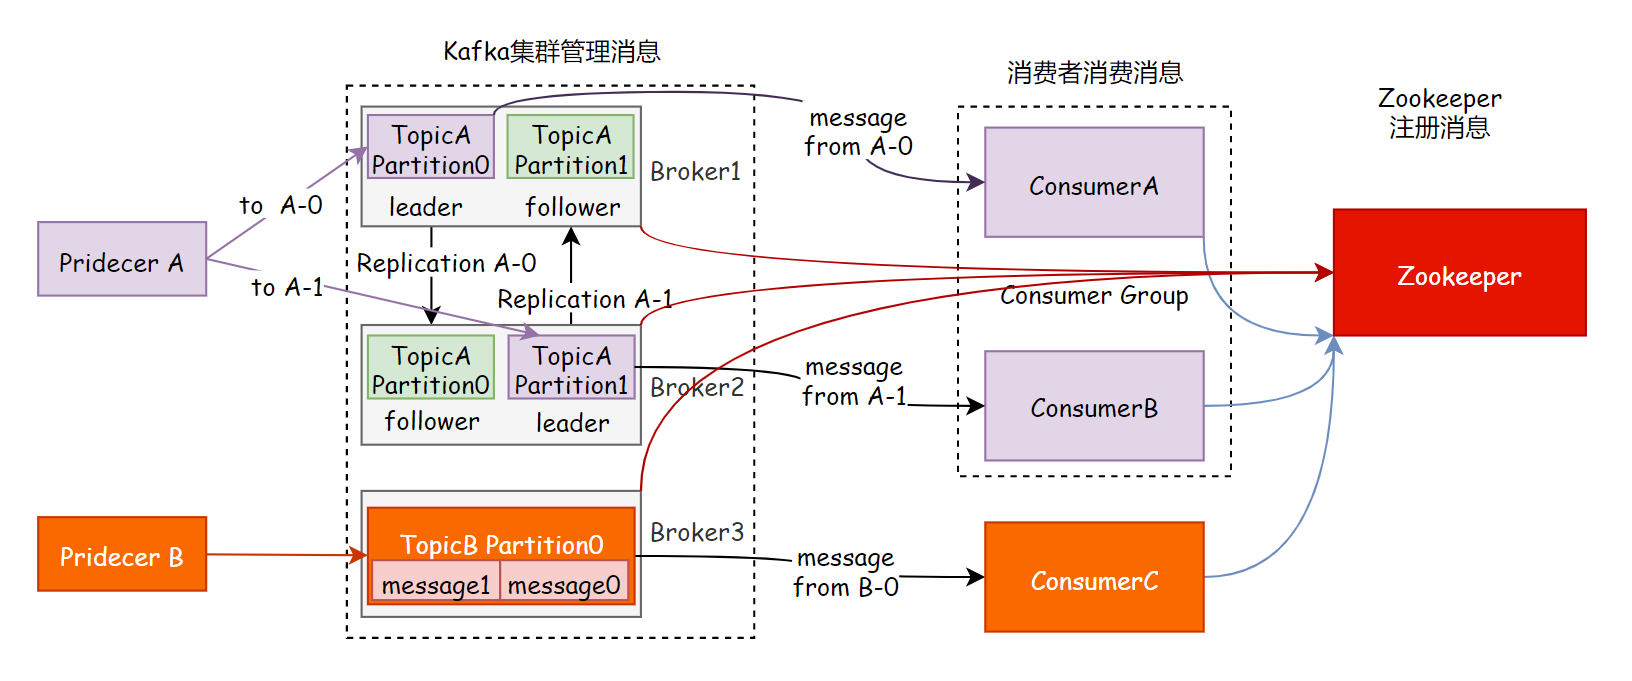 Kafka集群管理消息
消费者消费消息
Zookeeper
注册消息
TopicA
Partition0
TopicA
Partition1
leader
follower
Broker1
message
from A-0
ConsumerA
to A-0
Pridecer A
to A-1
Replication A-0
Replication A-1
Consumer Group
Zookeeper
TopicA
Partition0
TopicA
Partition1
follower
leader
Broker2
message
from A-1
ConsumerB
Pridecer B
TopicB Partition0
message1
message0
Broker3
message
from B-0
ConsumerC